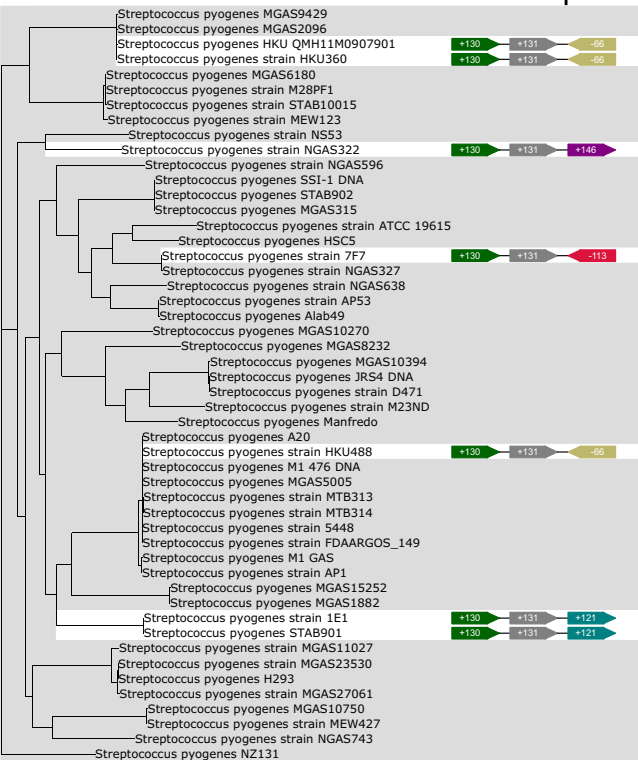 Streptococcus pyogenes MGAS9429
Streptococcus pyogenes MGAS2096
Streptococcus pyogenes HKU QMH11M0907901 +130 +131 -66
Streptococcus pyogenes strain HKU360 +130 +131 -66
Streptococcus pyogenes MGAS6180
Streptococcus pyogenes strain M28PF1
Streptococcus pyogenes strain STAB10015
Streptococcus pyogenes strain MEW123
Streptococcus pyogenes strain NS53
Streptococcus pyogenes strain NGAS322 +130 +131 +146
Streptococcus pyogenes strain NGAS596
Streptococcus pyogenes SSI-1 DNA
Streptococcus pyogenes STAB902
Streptococcus pyogenes MGAS315
Streptococcus pyogenes strain ATCC 19615
Streptococcus pyogenes HSC5
Streptococcus pyogenes strain 7F7 +130 +131 -113
Streptococcus pyogenes strain NGAS327
Streptococcus pyogenes strain NGAS638
Streptococcus pyogenes strain AP53
Streptococcus pyogenes Alab49
Streptococcus pyogenes MGAS10270
Streptococcus pyogenes MGAS8232
Streptococcus pyogenes MGAS10394
Streptococcus pyogenes JRS4 DNA
Streptococcus pyogenes strain D471
Streptococcus pyogenes strain M23ND
Streptococcus pyogenes Manfredo
Streptococcus pyogenes A20
Streptococcus pyogenes strain HKU488 +130 +131 -66
Streptococcus pyogenes M1 476 DNA
Streptococcus pyogenes MGAS5005
Streptococcus pyogenes strain MTB313
Streptococcus pyogenes strain MTB314
Streptococcus pyogenes strain 5448
Streptococcus pyogenes strain FDAARGOS_149
Streptococcus pyogenes M1 GAS
Streptococcus pyogenes strain AP1
Streptococcus pyogenes MGAS15252
Streptococcus pyogenes MGAS1882
Streptococcus pyogenes strain 1E1 +130 +131 +121
Streptococcus pyogenes STAB901 +130 +131 +121
Streptococcus pyogenes strain MGAS11027
Streptococcus pyogenes strain MGAS23530
Streptococcus pyogenes H293
Streptococcus pyogenes strain MGAS27061
Streptococcus pyogenes MGAS10750
Streptococcus pyogenes strain MEW427
Streptococcus pyogenes strain NGAS743
Streptococcus pyogenes NZ131